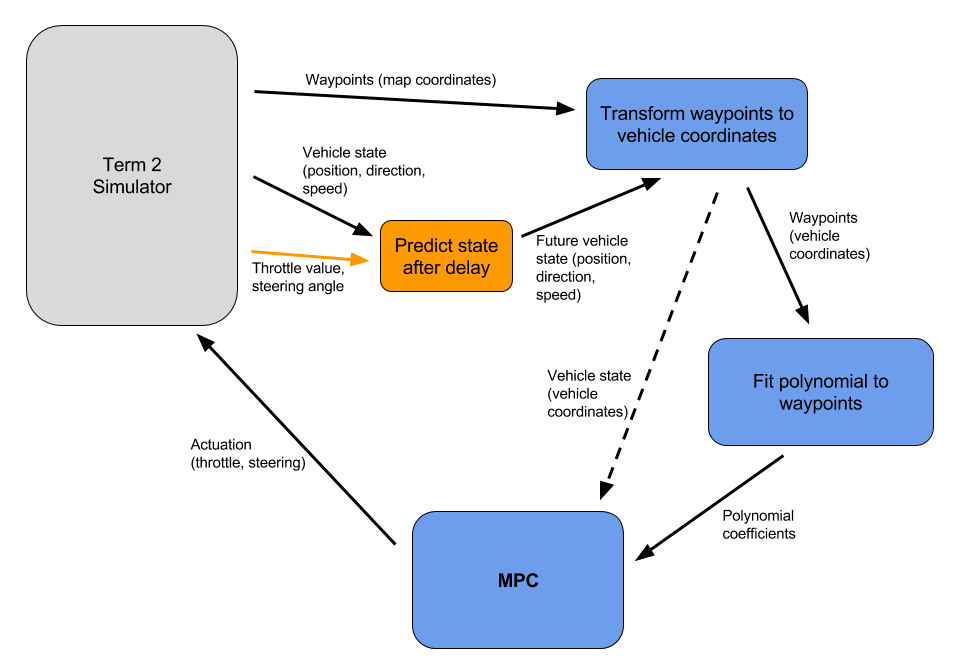 Waypoints (map coordinates)
Transform waypoints to
vehicle coordinates
Term 2
Simulator
Vehicle state
(position, direction,
speed)
Predict state
after delay
Throttle value,
steering angle
Future vehicle
state (position,
direction,
speed)
Waypoints
(vehicle
coordinates)
Vehicle state
(vehicle
coordinates)
Fit polynomial to
waypoints
Actuation
(throttle, steering)
Polynomial
coefficients
MPC